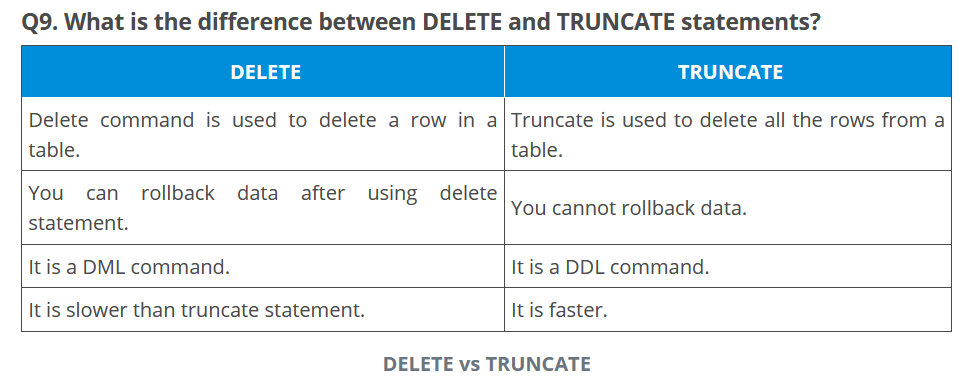 Q9. What is the difference between DELETE and TRUNCATE statements?
DELETE
TRUNCATE
Delete command is used to delete a row in a
table.
Truncate is used to delete all the rows from a
table.
You can rollback data after using delete
statement.
You cannot rollback data.
It is a DML command.
It is a DDL command.
It is slower than truncate statement.
It is faster.
DELETE vs TRUNCATE